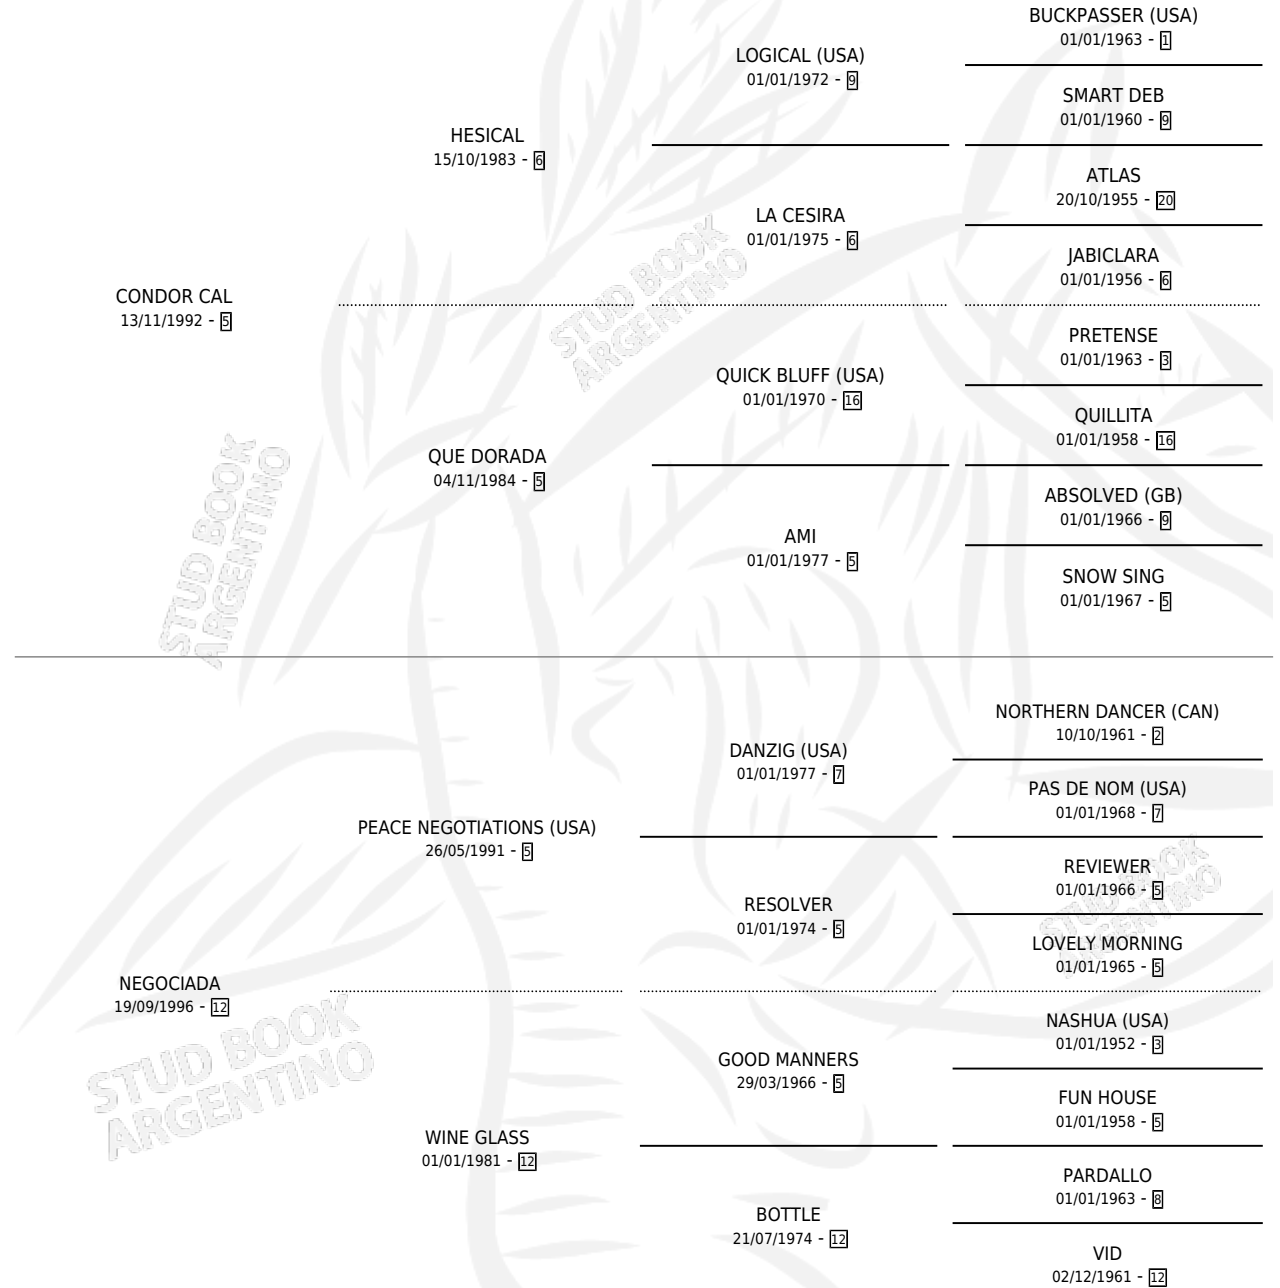 BUCKPASSER (USA)
01/01/1963 - 1
LOGICAL (USA)
01/01/1972 - 9
SMART DEB
01/01/1960 - 9
HESICAL
15/10/1983 - 6
ATLAS
20/10/1955 - 20
LA CESIRA
01/01/1975 - 6
JABICLARA
01/01/1956 - 6
CONDOR CAL
13/11/1992 - 5
PRETENSE
01/01/1963 - 3
QUICK BLUFF (USA)
01/01/1970 - 16
QUILLITA
01/01/1958 - 16
QUE DORADA
04/11/1984 - 5
ABSOLVED (GB)
01/01/1966 - 9
AMI
01/01/1977 - 5
SNOW SING
01/01/1967 - 5
STUD BOOK
ARGENTINO
STUD BOOK
ARGENTINO
NORTHERN DANCER (CAN)
10/10/1961 - 2
DANZIG (USA)
01/01/1977 - 7
PAS DE NOM (USA)
01/01/1968 - 7
PEACE NEGOTIATIONS (USA)
26/05/1991 - 5
REVIEWER
01/01/1966 - 5
RESOLVER
01/01/1974 - 5
LOVELY MORNING
01/01/1965 - 5
NEGOCIADA
19/09/1996 - 12
NASHUA (USA)
01/01/1952 - 3
GOOD MANNERS
29/03/1966 - 5
FUN HOUSE
01/01/1958 - 5
WINE GLASS
01/01/1981 - 12
PARDALLO
01/01/1963 - 8
BOTTLE
21/07/1974 - 12
VID
02/12/1961 - 12
STUD BOOK
ARGENTINO
STUD BOOK
ARGENTINO